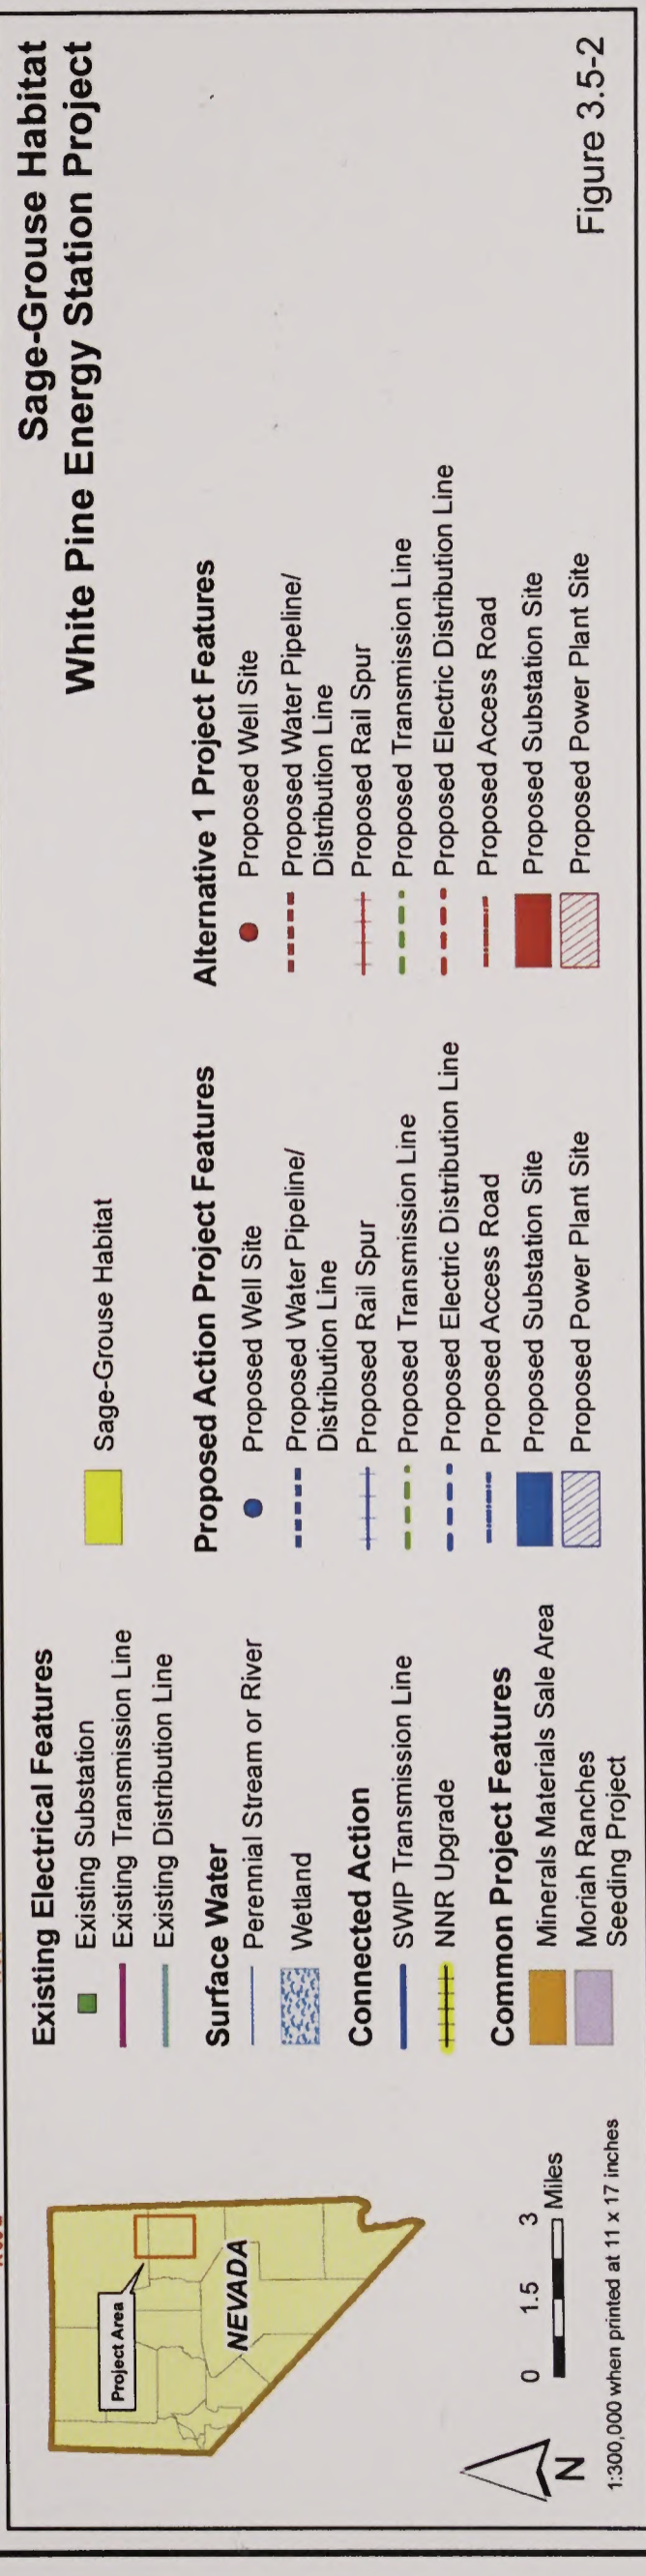 Project Area
NEVADA
N
0 1.5 3
Miles
1:300,000 when printed at 11 x 17 inches
Existing Electrical Features
Existing Substation
Existing Transmission Line
Existing Distribution Line
Surface Water
Perennial Stream or River
Wetland
Connected Action
SWIP Transmission Line
NNR Upgrade
Common Project Features
Minerals Materials Sale Area
Moriah Ranches
Seeding Project
Sage-Grouse Habitat
Proposed Action Project Features
Proposed Well Site
Proposed Water Pipeline/
Distribution Line
Proposed Rail Spur
Proposed Transmission Line
Proposed Electric Distribution Line
Proposed Access Road
Proposed Substation Site
Proposed Power Plant Site
Alternative 1 Project Features
Proposed Well Site
Proposed Water Pipeline/
Distribution Line
Proposed Rail Spur
Proposed Transmission Line
Proposed Electric Distribution Line
Proposed Access Road
Proposed Substation Site
Proposed Power Plant Site
Sage-Grouse Habitat
White Pine Energy Station Project
Figure 3.5-2